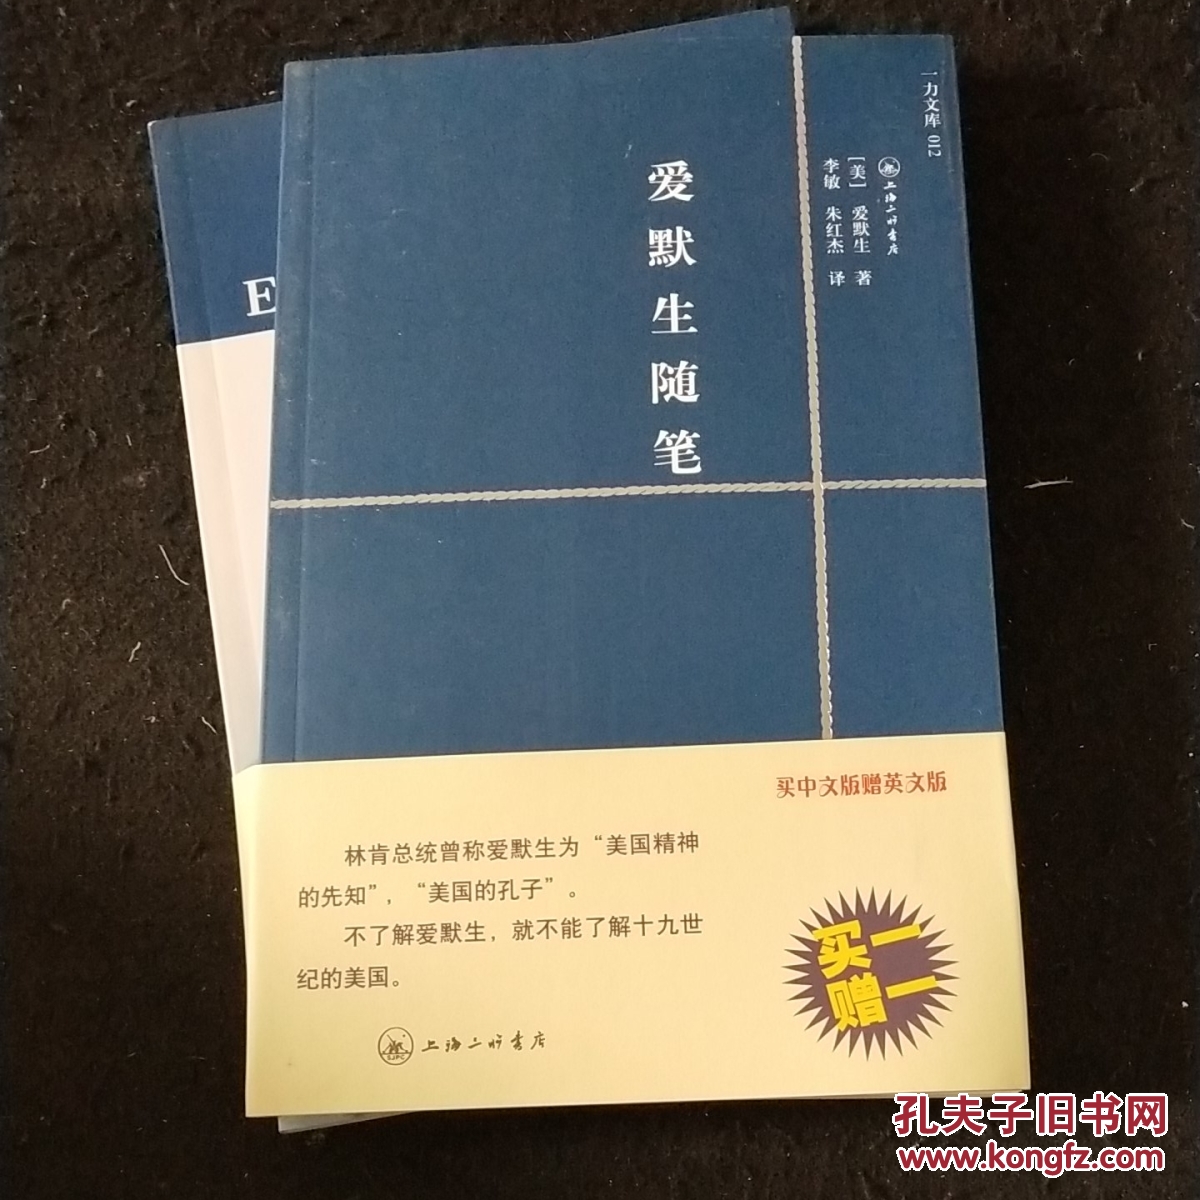 一力文库 012
上海三联书店
[美] 爱默生 著
李敏 朱红杰 译
爱默生随笔
E
买中文版赠英文版
林肯总统曾称爱默生为“美国精神
的先知”，“美国的孔子”。
不了解爱默生，就不能了解十九世
纪的美国。
买一
赠一
SJPC
上海三联书店
孔夫子旧书网
www.kongfz.com